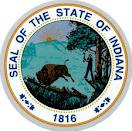 SEAL OF THE STATE OF INDIANA
1816